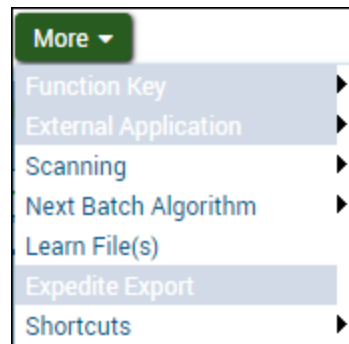 More
Function Key
External Application
Scanning
Next Batch Algorithm
Learn File(s)
Expedite Export
Shortcuts